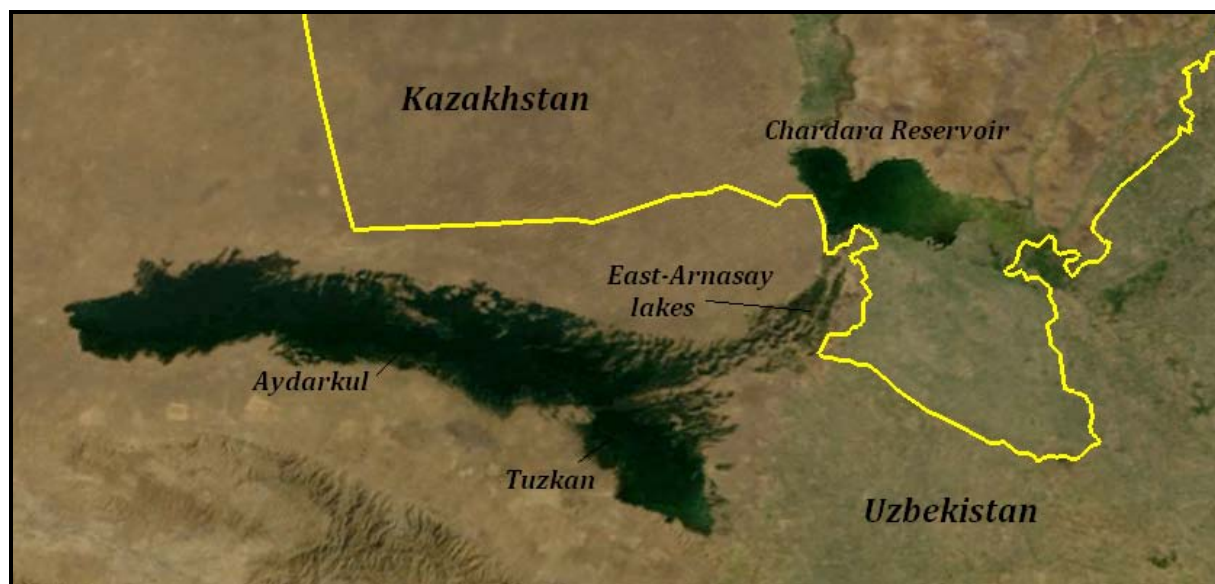 Kazakhstan
Chardara Reservoir
East-Arnasay
lakes
Aydarkul
Tuzkan
Uzbekistan